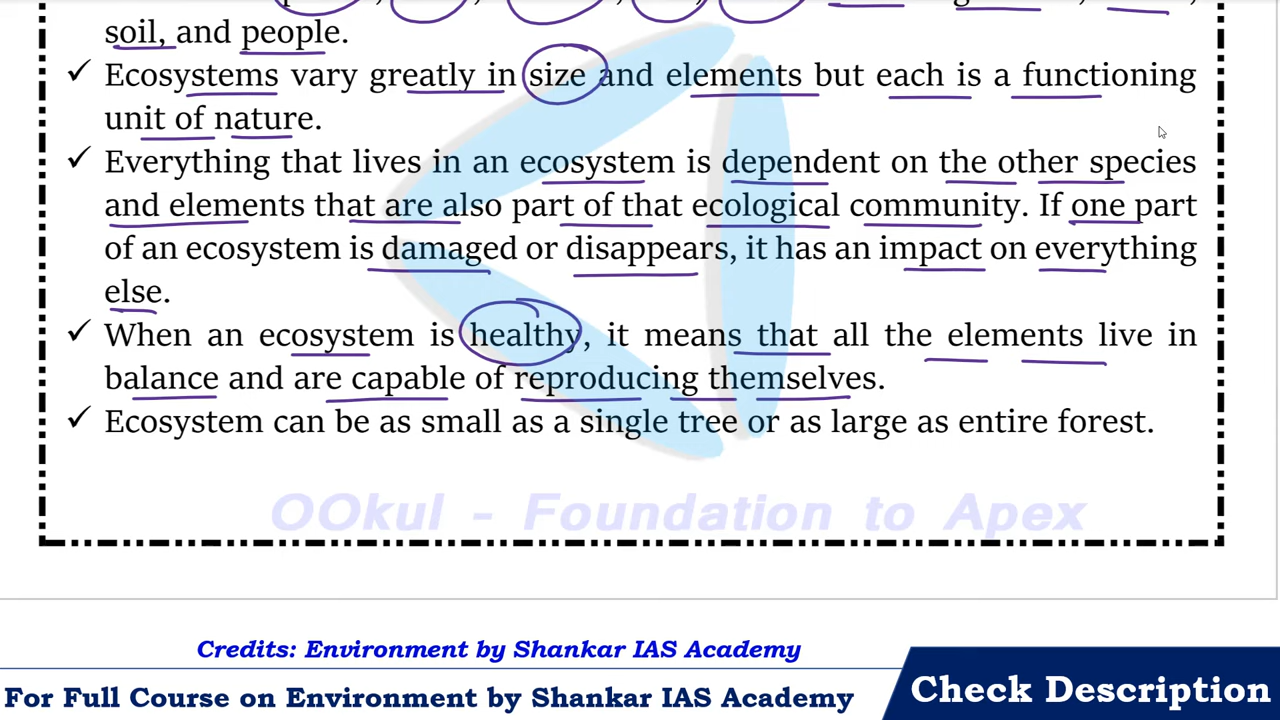 soil, and people.
✓ Ecosystems vary greatly in size and elements but each is a functioning
unit of nature.
✓ Everything that lives in an ecosystem is dependent on the other species
and elements that are also part of that ecological community. If one part
of an ecosystem is damaged or disappears, it has an impact on everything
else.
✓ When an ecosystem is healthy, it means that all the elements live in
balance and are capable of reproducing themselves.
✓ Ecosystem can be as small as a single tree or as large as entire forest.
OOkul - Foundation to Apex
Credits: Environment by Shankar IAS Academy
For Full Course on Environment by Shankar IAS Academy
Check Description